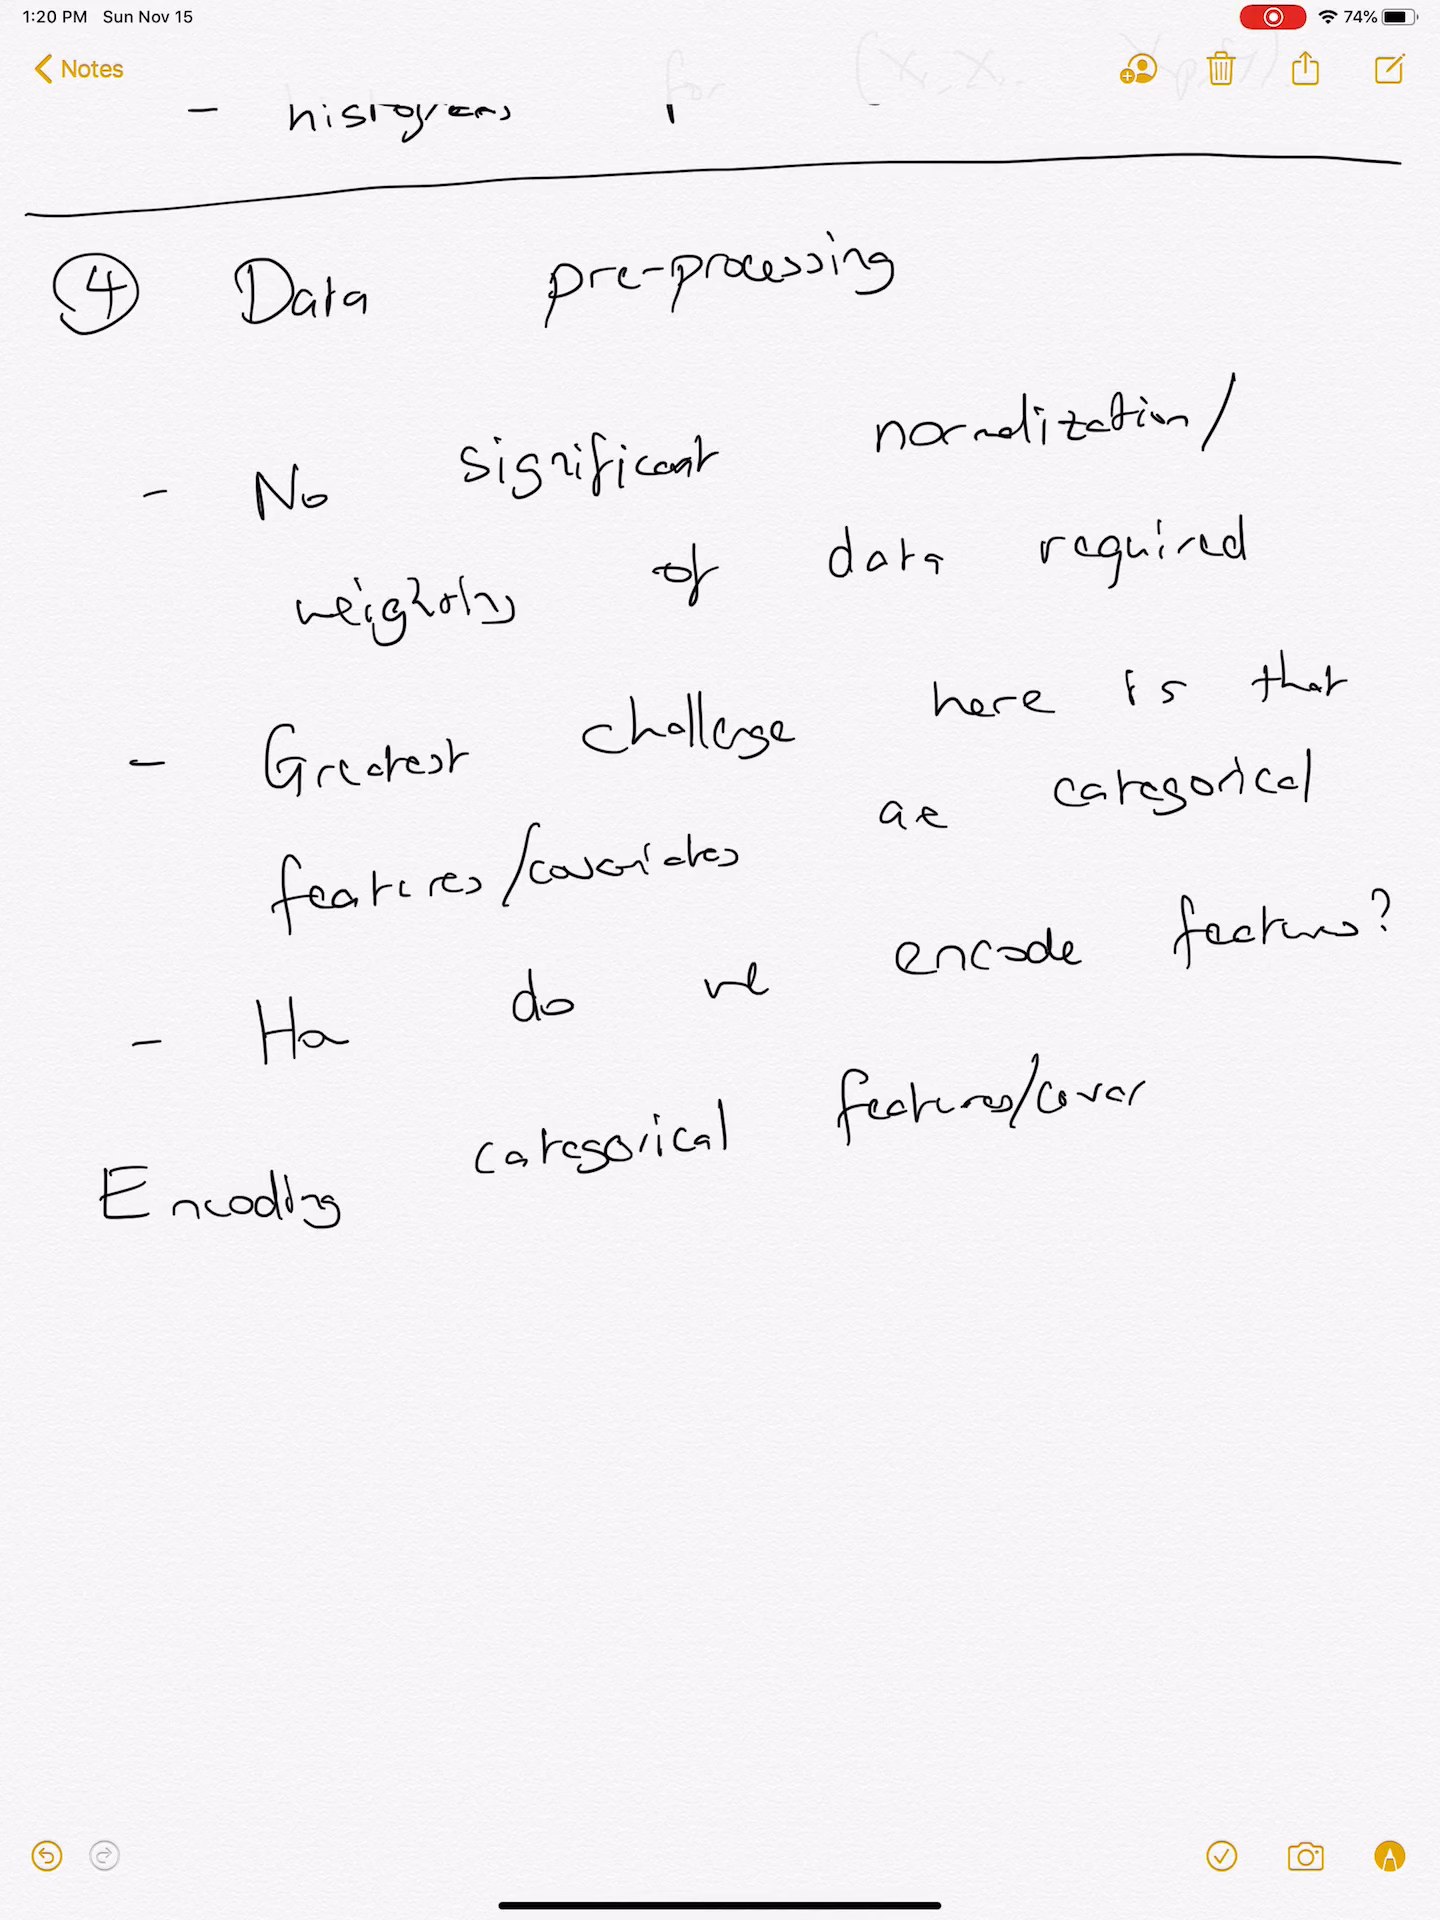 1:20 PM Sun Nov 15 74%
Notes
for (X, X,
- histograms
④ Data pre-processing
- No significant normalization/
weighting of data required
- Greatest challenge here is that
features/covariates are categorical
- How do we encode features?
Encoding categorical features/covar